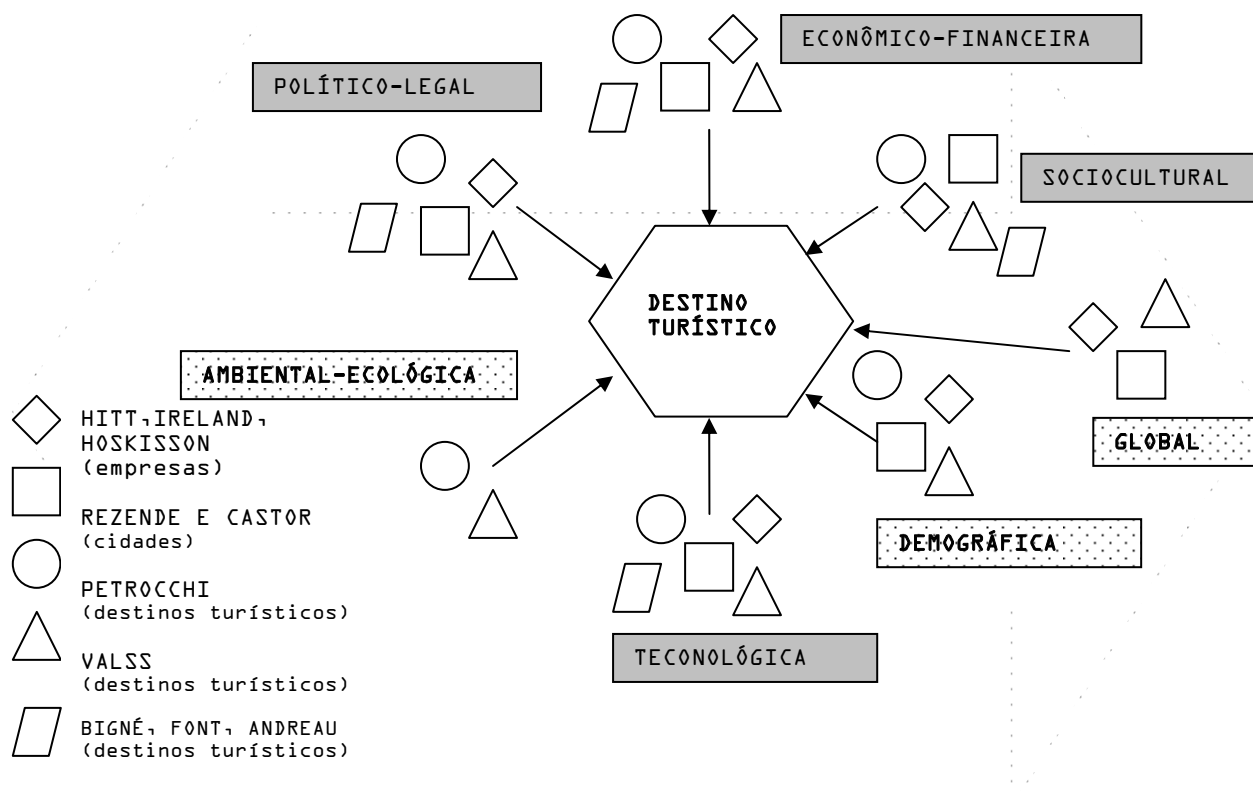 ECONÔMICO-FINANCEIRA
POLÍTICO-LEGAL
SOCIOCULTURAL
DESTINO
TURÍSTICO
AMBIENTAL-ECOLÓGICA
GLOBAL
DEMOGRÁFICA
TECONOLÓGICA
HITT,IRELAND,
HOSKISSON
(empresas)
REZENDE E CASTOR
(cidades)
PETROCCHI
(destinos turísticos)
VALSS
(destinos turísticos)
BIGNÉ, FONT, ANDREAU
(destinos turísticos)